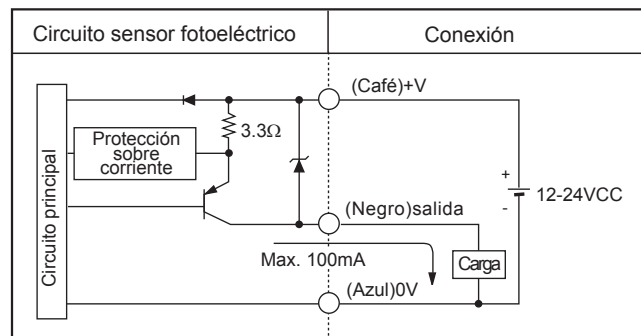 Circuito sensor fotoeléctrico
Conexión
(Café)+V
3.3Ω
Protección
sobre
corriente
Circuito principal
+
-
12-24VCC
(Negro)salida
Max. 100mA
Carga
(Azul)0V